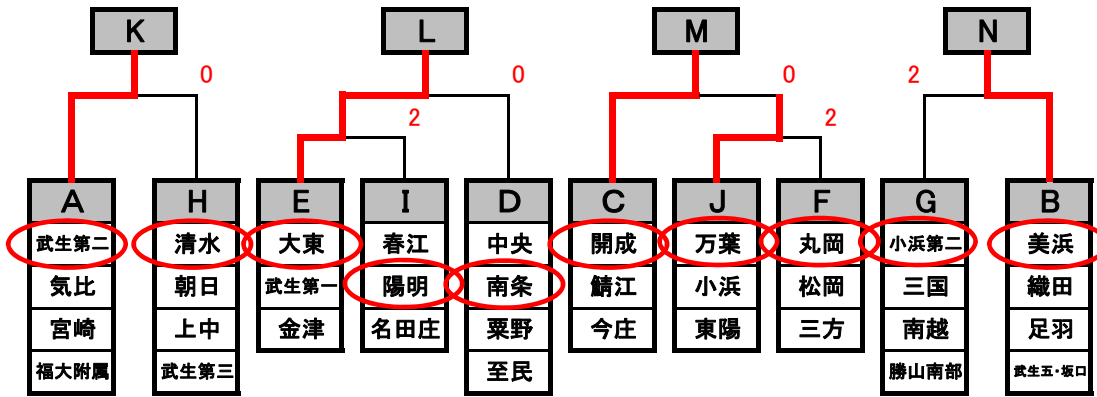 K L M N
0 0 0 2
2 2
A H E I D C J F G B
武生第二 清水 大東 春江 中央 開成 万葉 丸岡 小浜第二 美浜
気比 朝日 武生第一 陽明 南条 鯖江 小浜 松岡 三国 織田
宮崎 上中 金津 名田庄 粟野 今庄 東陽 三方 南越 足羽
福大附属 武生第三 至民 勝山南部 武生五・坂口